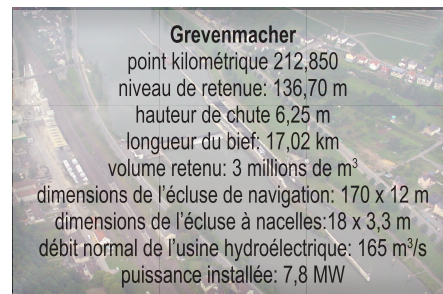 Grevenmacher
point kilométrique 212,850
niveau de retenue: 136,70 m
hauteur de chute 6,25 m
longueur du bief: 17,02 km
volume retenu: 3 millions de m³
dimensions de l’écluse de navigation: 170 x 12 m
dimensions de l’écluse à nacelles:18 x 3,3 m
débit normal de l’usine hydroélectrique: 165 m³/s
puissance installée: 7,8 MW